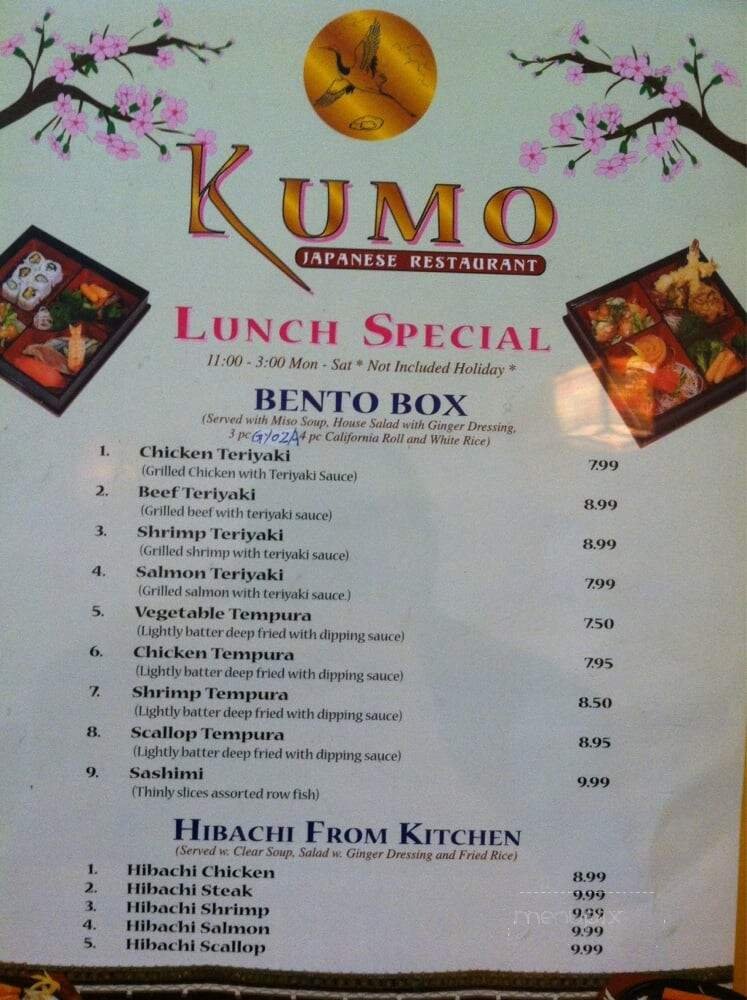 KUMO
JAPANESE RESTAURANT
LUNCH SPECIAL
11:00 - 3:00 Mon - Sat * Not Included Holiday *
BENTO BOX
(Served with Miso Soup, House Salad with Ginger Dressing,
3 pc GYOZA 4 pc California Roll and White Rice)
1. Chicken Teriyaki 7.99
(Grilled Chicken with Teriyaki Sauce)
2. Beef Teriyaki 8.99
(Grilled beef with teriyaki sauce)
3. Shrimp Teriyaki 8.99
(Grilled shrimp with teriyaki sauce)
4. Salmon Teriyaki 7.99
(Grilled salmon with teriyaki sauce.)
5. Vegetable Tempura 7.50
(Lightly batter deep fried with dipping sauce)
6. Chicken Tempura 7.95
(Lightly batter deep fried with dipping sauce)
7. Shrimp Tempura 8.50
(Lightly batter deep fried with dipping sauce)
8. Scallop Tempura 8.95
(Lightly batter deep fried with dipping sauce)
9. Sashimi 9.99
(Thinly slices assorted row fish)
HIBACHI FROM KITCHEN
(Served w. Clear Soup, Salad w. Ginger Dressing and Fried Rice)
1. Hibachi Chicken 8.99
2. Hibachi Steak 9.99
3. Hibachi Shrimp 9.99
4. Hibachi Salmon 9.99
5. Hibachi Scallop 9.99
menupix